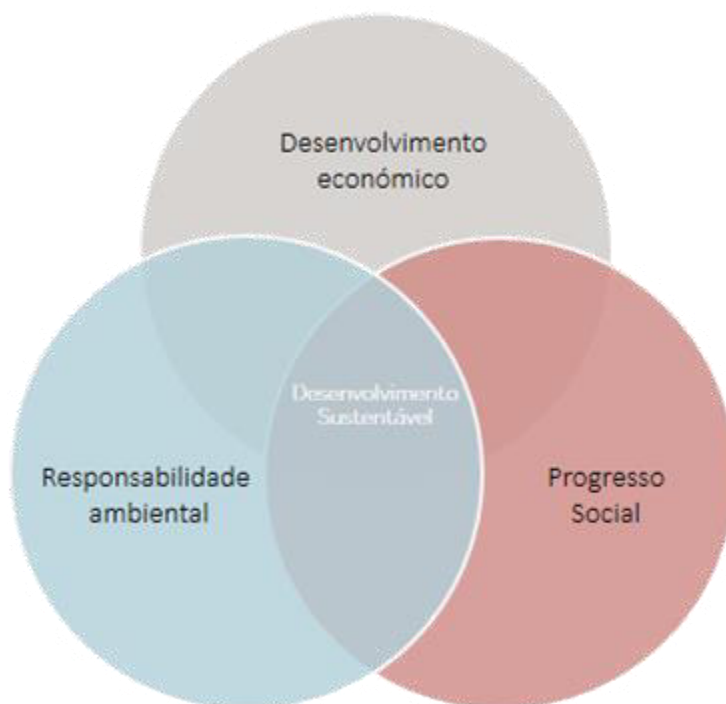 Desenvolvimento
económico
Desenvolvimento
Sustentável
Responsabilidade
ambiental
Progresso
Social